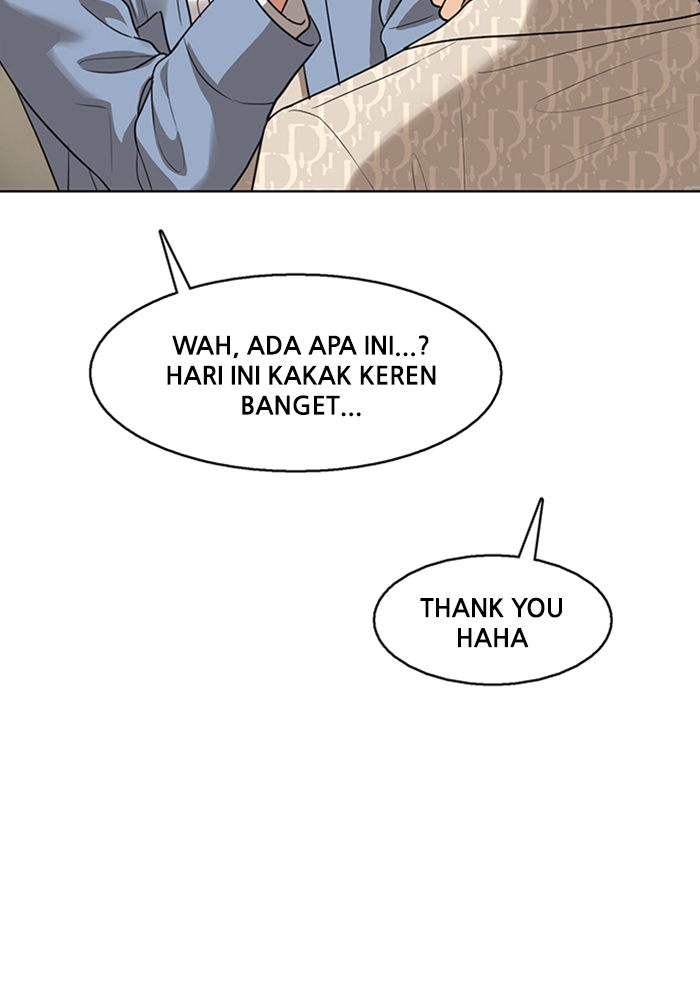 WAH, ADA APA INI...?
HARI INI KAKAK KEREN
BANGET...
THANK YOU
HAHA